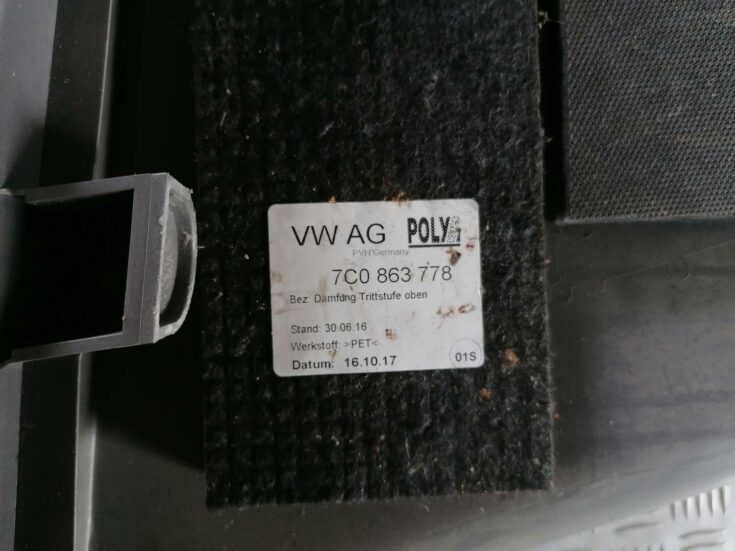 VW AG POLY
PVH/Germany
7C0 863 778
Bez: Dämfung Trittstufe oben
Stand: 30.06.16
Werkstoff: >PET<
Datum: 16.10.17
01S